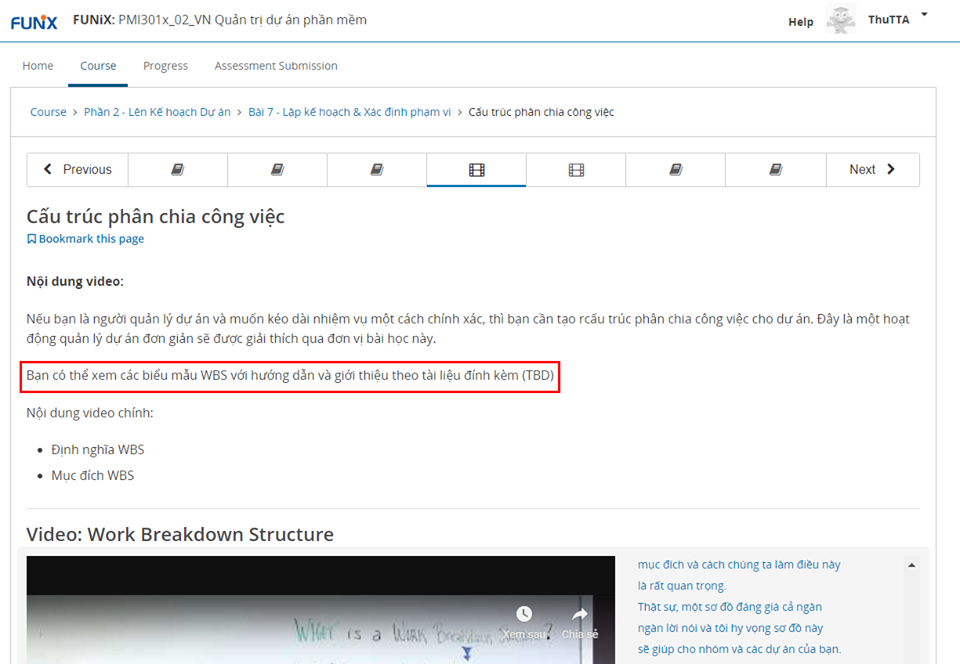 FUNiX FUNiX: PMI301x_02_VN Quản trị dự án phần mềm Help ThuTTA
Home Course Progress Assessment Submission
Course > Phần 2 - Lên Kế hoạch Dự án > Bài 7 - Lập kế hoạch & Xác định phạm vi > Cấu trúc phân chia công việc
Previous Next
Cấu trúc phân chia công việc
Bookmark this page
Nội dung video:
Nếu bạn là người quản lý dự án và muốn kéo dài nhiệm vụ một cách chính xác, thì bạn cần tạo rcấu trúc phân chia công việc cho dự án. Đây là một hoạt
động quản lý dự án đơn giản sẽ được giải thích qua đơn vị bài học này.
Bạn có thể xem các biểu mẫu WBS với hướng dẫn và giới thiệu theo tài liệu đính kèm (TBD)
Nội dung video chính:
• Định nghĩa WBS
• Mục đích WBS
Video: Work Breakdown Structure
mục đích và cách chúng ta làm điều này
là rất quan trọng.
Thật sự, một sơ đồ đáng giá cả ngàn
ngàn lời nói và tôi hy vọng sơ đồ này
sẽ giúp cho nhóm và các dự án của bạn.
WHAT is a Work Breakdown
Xem sau Chia sẻ